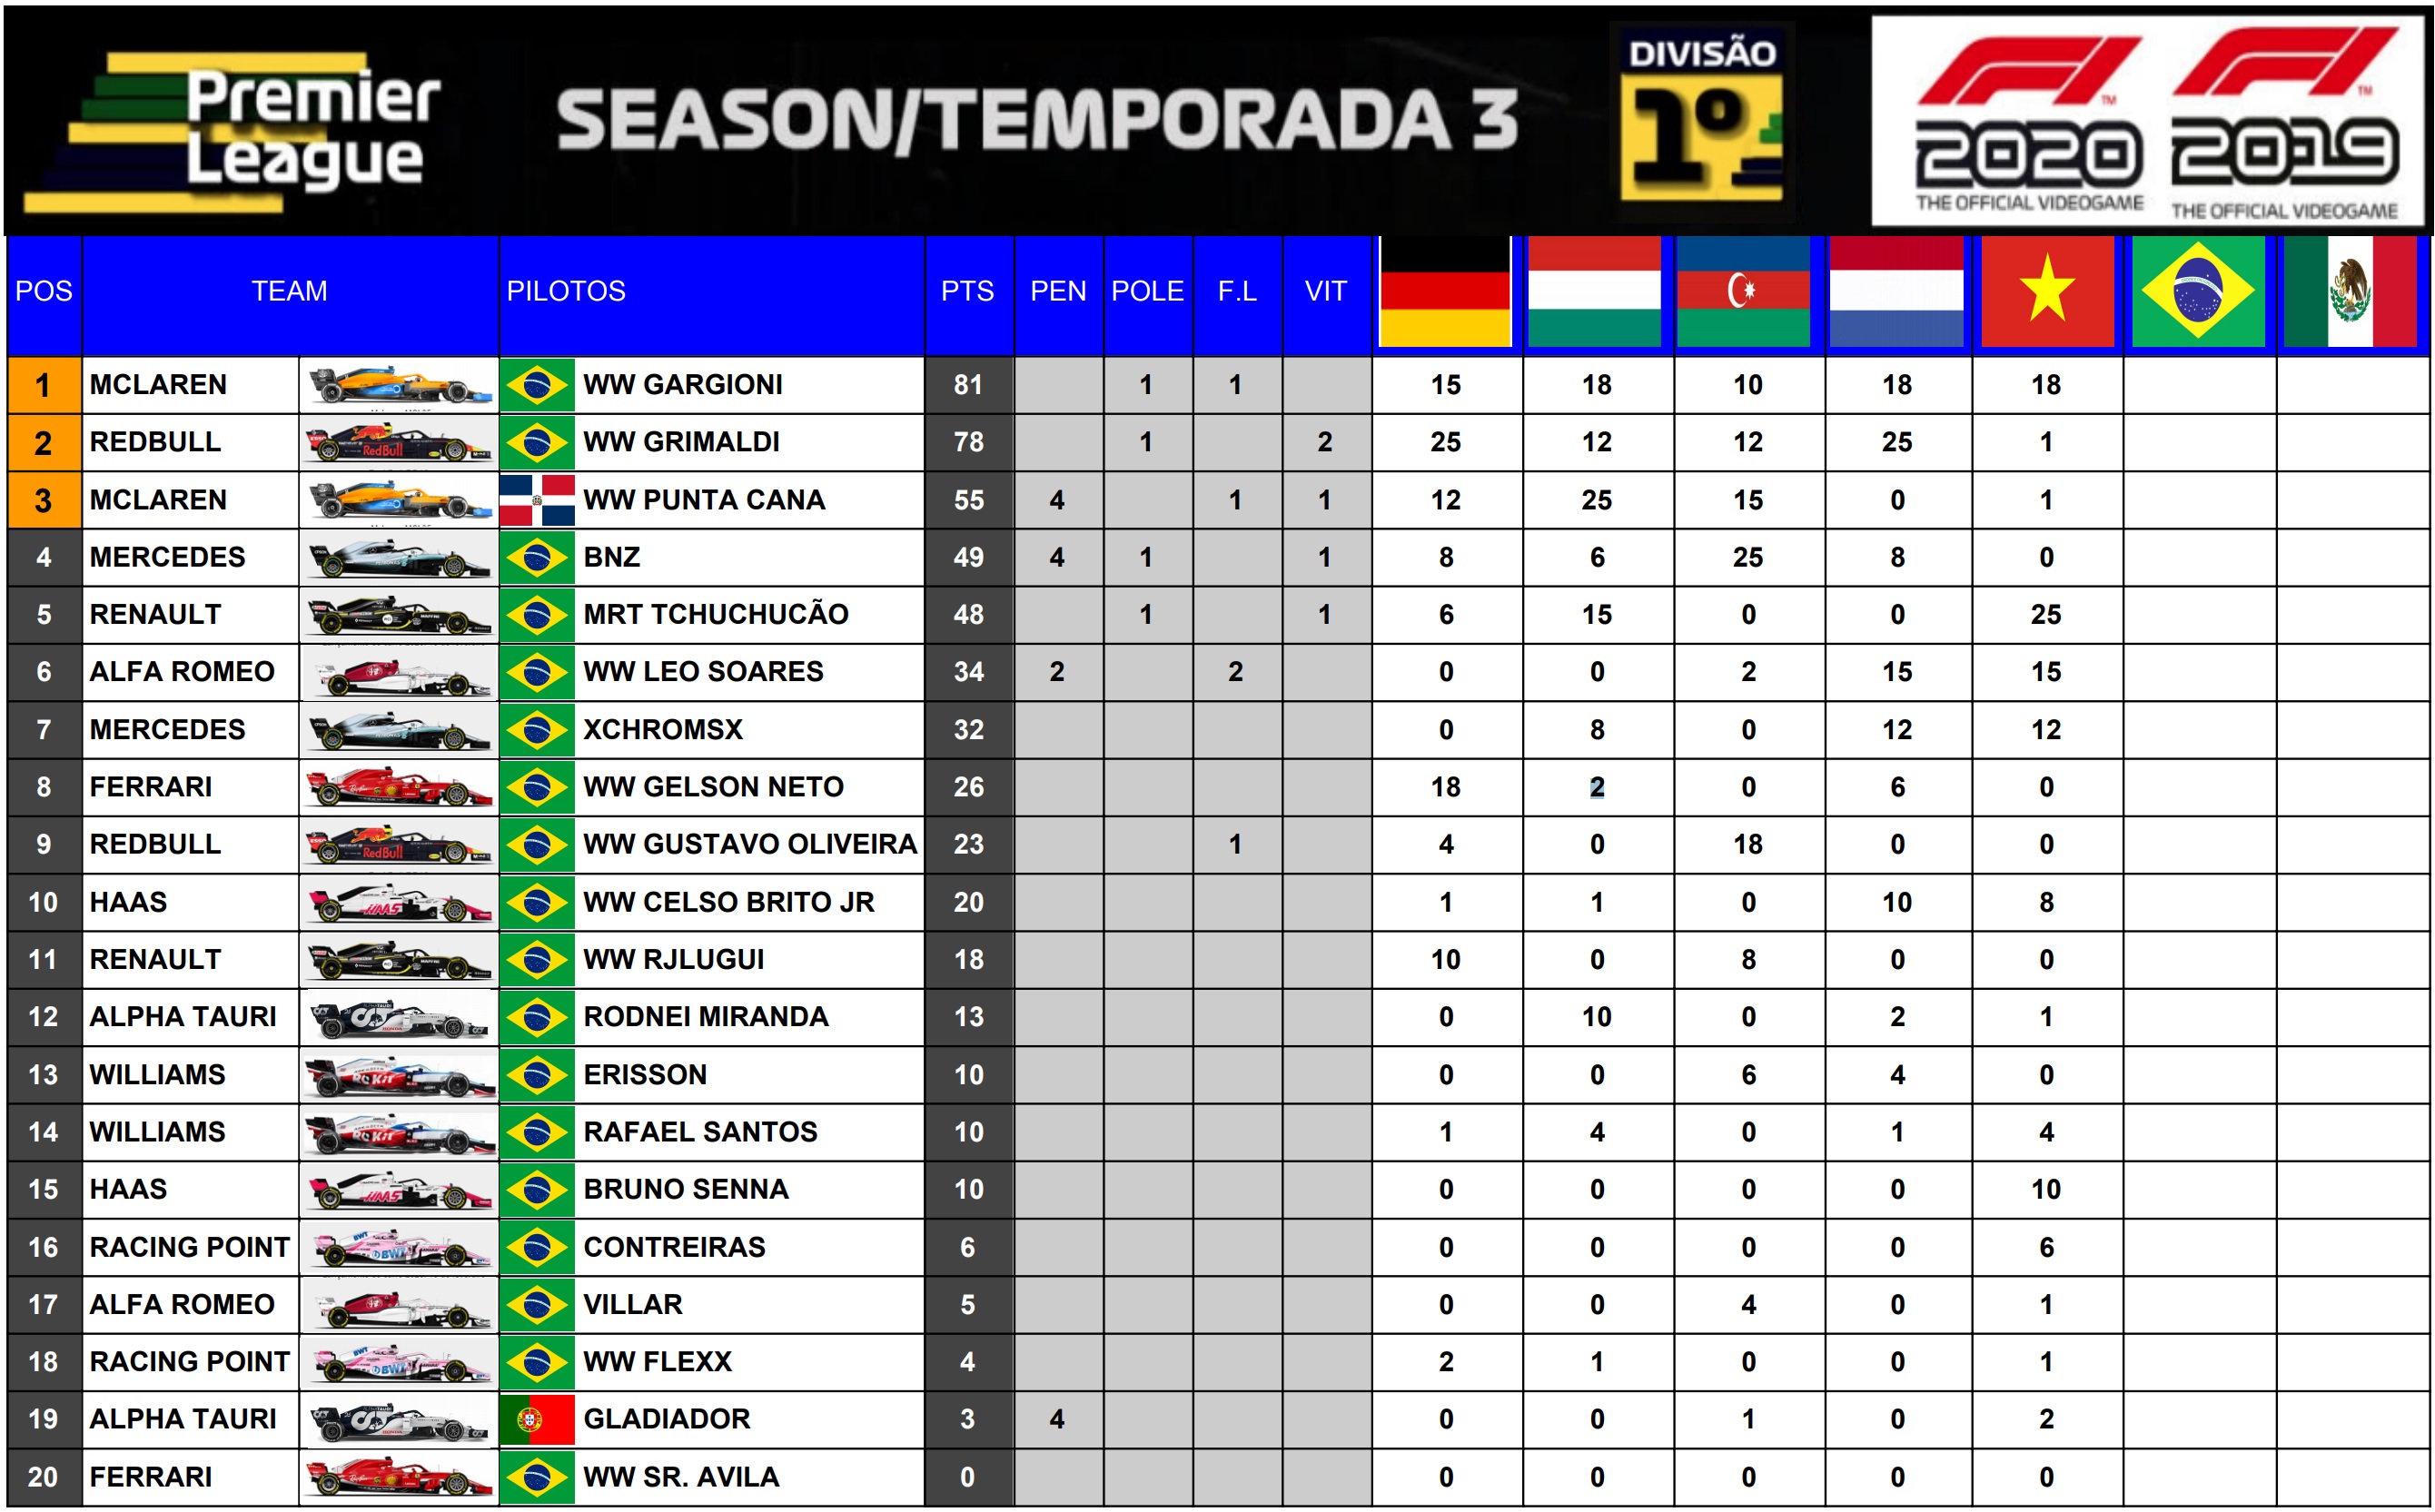 Premier
League
SEASON/TEMPORADA 3
DIVISÃO
1º
F1 TM
2020
THE OFFICIAL VIDEOGAME
F1 TM
2019
THE OFFICIAL VIDEOGAME
POS TEAM PILOTOS PTS PEN POLE F.L VIT
1 MCLAREN WW GARGIONI 81 1 1 15 18 10 18 18
2 REDBULL WW GRIMALDI 78 1 2 25 12 12 25 1
3 MCLAREN WW PUNTA CANA 55 4 1 1 12 25 15 0 1
4 MERCEDES BNZ 49 4 1 1 8 6 25 8 0
5 RENAULT MRT TCHUCHUCÃO 48 1 1 6 15 0 0 25
6 ALFA ROMEO WW LEO SOARES 34 2 2 0 0 2 15 15
7 MERCEDES XCHROMSX 32 0 8 0 12 12
8 FERRARI WW GELSON NETO 26 18 2 0 6 0
9 REDBULL WW GUSTAVO OLIVEIRA 23 1 4 0 18 0 0
10 HAAS WW CELSO BRITO JR 20 1 1 0 10 8
11 RENAULT WW RJLUGUI 18 10 0 8 0 0
12 ALPHA TAURI RODNEI MIRANDA 13 0 10 0 2 1
13 WILLIAMS ERISSON 10 0 0 6 4 0
14 WILLIAMS RAFAEL SANTOS 10 1 4 0 1 4
15 HAAS BRUNO SENNA 10 0 0 0 0 10
16 RACING POINT CONTREIRAS 6 0 0 0 0 6
17 ALFA ROMEO VILLAR 5 0 0 4 0 1
18 RACING POINT WW FLEXX 4 2 1 0 0 1
19 ALPHA TAURI GLADIADOR 3 4 0 0 1 0 2
20 FERRARI WW SR. AVILA 0 0 0 0 0 0